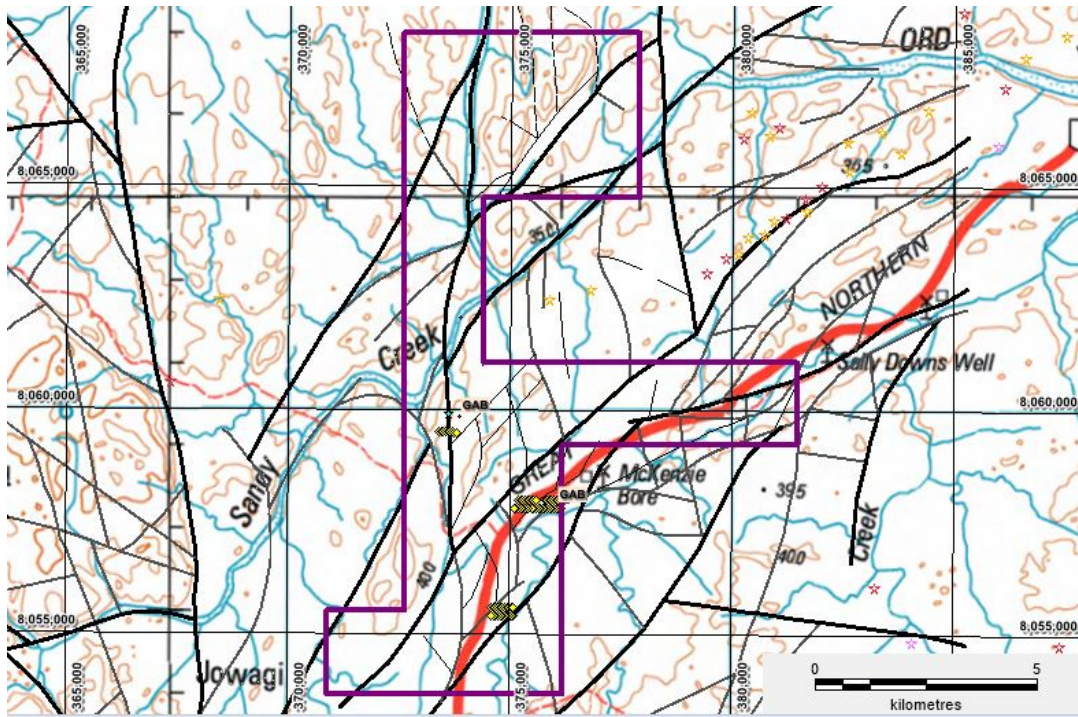 365,000
370,000
375,000
380,000
385,000
ORD
8,065,000
365
8,065,000
350
NORTHERN
Creek
Sally Downs Well
GAB
8,060,000
8,060,000
GREAT
McKenzie
Bore
GAB
395
Sandy
Creek
400
400
8,055,000
8,055,000
Jowagi
365,000
370,000
375,000
380,000
0
5
kilometres